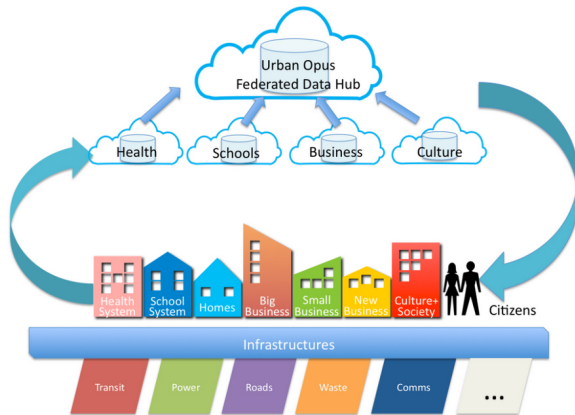 Urban Opus
Federated Data Hub
Health
Schools
Business
Culture
Health
System
School
System
Homes
Big
Business
Small
Business
New
Business
Culture+
Society
Citizens
Infrastructures
Transit
Power
Roads
Waste
Comms
...